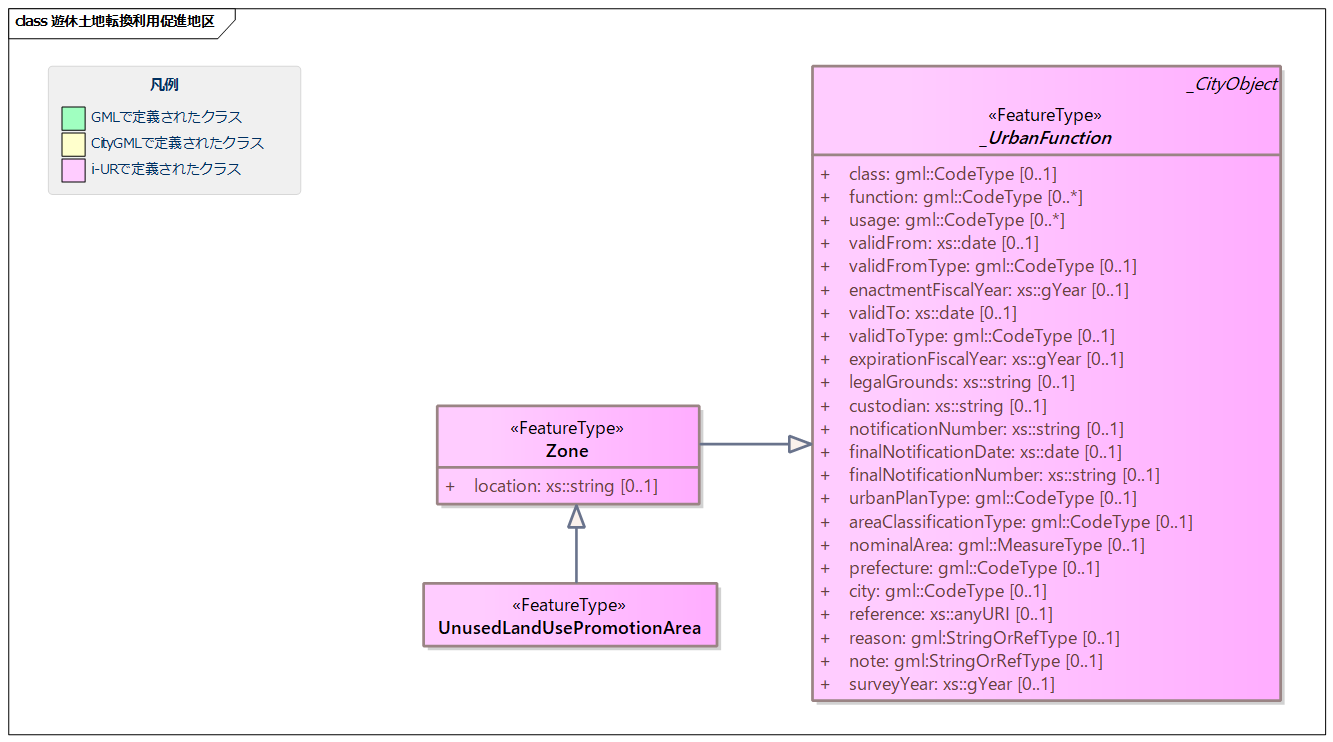 class 遊休土地転換利用促進地区
凡例
GMLで定義されたクラス
CityGMLで定義されたクラス
i-URで定義されたクラス
_CityObject
«FeatureType»
_UrbanFunction
+ class: gml::CodeType [0..1]
+ function: gml::CodeType [0..*]
+ usage: gml::CodeType [0..*]
+ validFrom: xs::date [0..1]
+ validFromType: gml::CodeType [0..1]
+ enactmentFiscalYear: xs::gYear [0..1]
+ validTo: xs::date [0..1]
+ validToType: gml::CodeType [0..1]
+ expirationFiscalYear: xs::gYear [0..1]
+ legalGrounds: xs::string [0..1]
+ custodian: xs::string [0..1]
+ notificationNumber: xs::string [0..1]
+ finalNotificationDate: xs::date [0..1]
+ finalNotificationNumber: xs::string [0..1]
+ urbanPlanType: gml::CodeType [0..1]
+ areaClassificationType: gml::CodeType [0..1]
+ nominalArea: gml::MeasureType [0..1]
+ prefecture: gml::CodeType [0..1]
+ city: gml::CodeType [0..1]
+ reference: xs::anyURI [0..1]
+ reason: gml:StringOrRefType [0..1]
+ note: gml:StringOrRefType [0..1]
+ surveyYear: xs::gYear [0..1]
«FeatureType»
Zone
+ location: xs::string [0..1]
«FeatureType»
UnusedLandUsePromotionArea